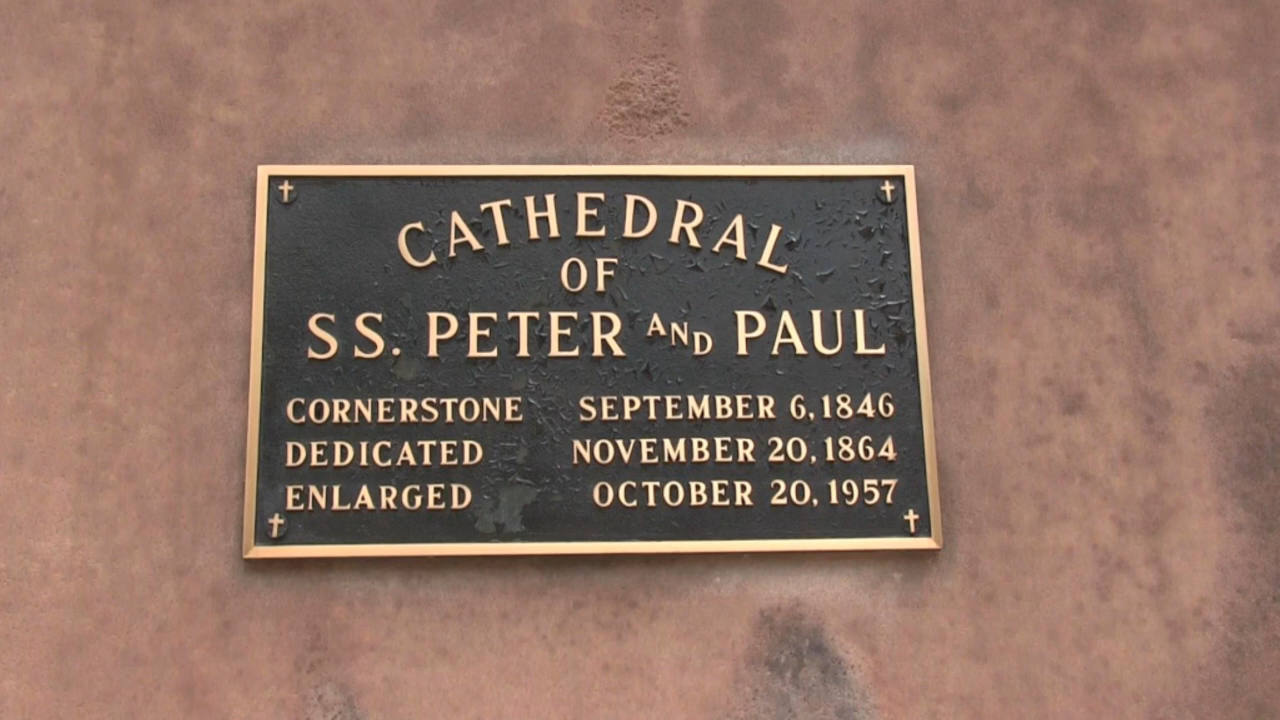 CATHEDRAL
OF
SS. PETER AND PAUL
CORNERSTONE SEPTEMBER 6, 1846
DEDICATED NOVEMBER 20, 1864
ENLARGED OCTOBER 20, 1957